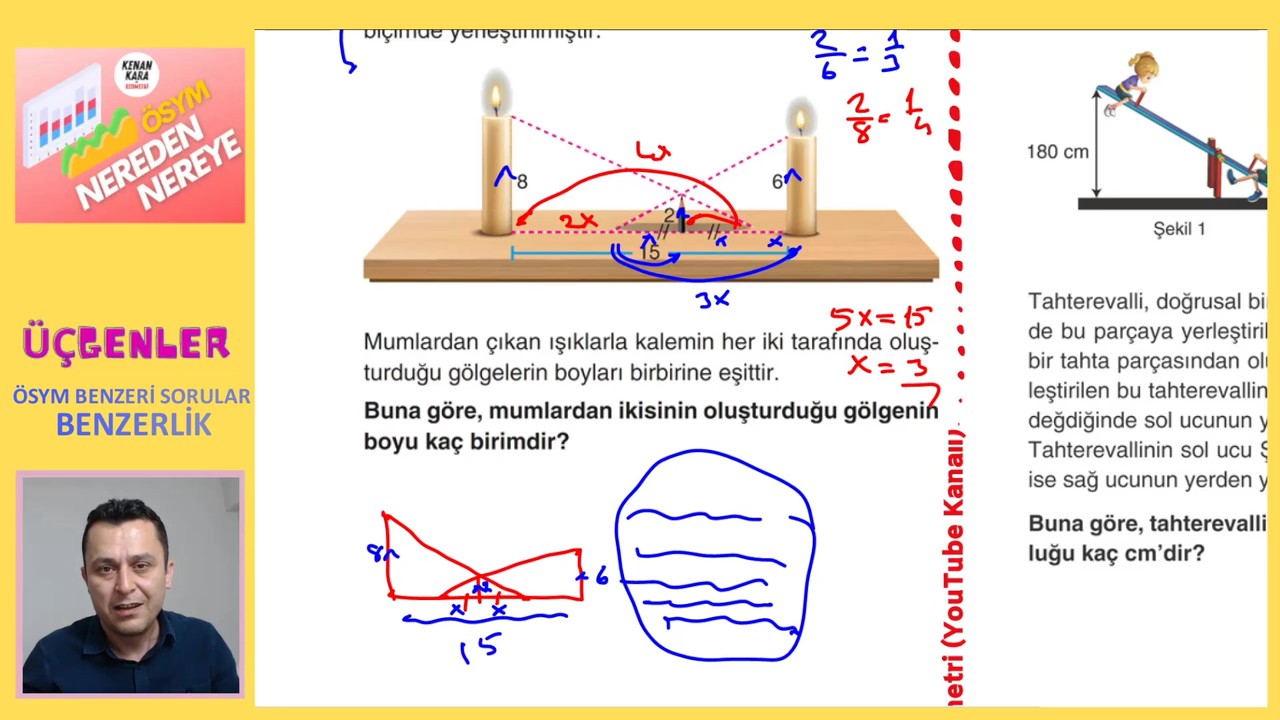 KENAN
KARA
GEOMETRİ
ÖSYM
NEREDEN
NEREYE
ÜÇGENLER
ÖSYM BENZERİ SORULAR
BENZERLİK
biçimde yerleştirilmiştir.
2/6 = 1/3
2/8 = 1/4
4x
8
6
2
2x
x
x
15
3x
5x = 15
x = 3
Mumlardan çıkan ışıklarla kalemin her iki tarafında oluş-
turduğu gölgelerin boyları birbirine eşittir.
Buna göre, mumlardan ikisinin oluşturduğu gölgenin
boyu kaç birimdir?
8
6
x
x
15
metri (YouTube Kanalı)
180 cm
Şekil 1
Tahterevalli, doğrusal bi
de bu parçaya yerleştiril
bir tahta parçasından olu
leştirilen bu tahterevallin
değdiğinde sol ucunun y
Tahterevallinin sol ucu Ş
ise sağ ucunun yerden y
Buna göre, tahterevalli
luğu kaç cm'dir?